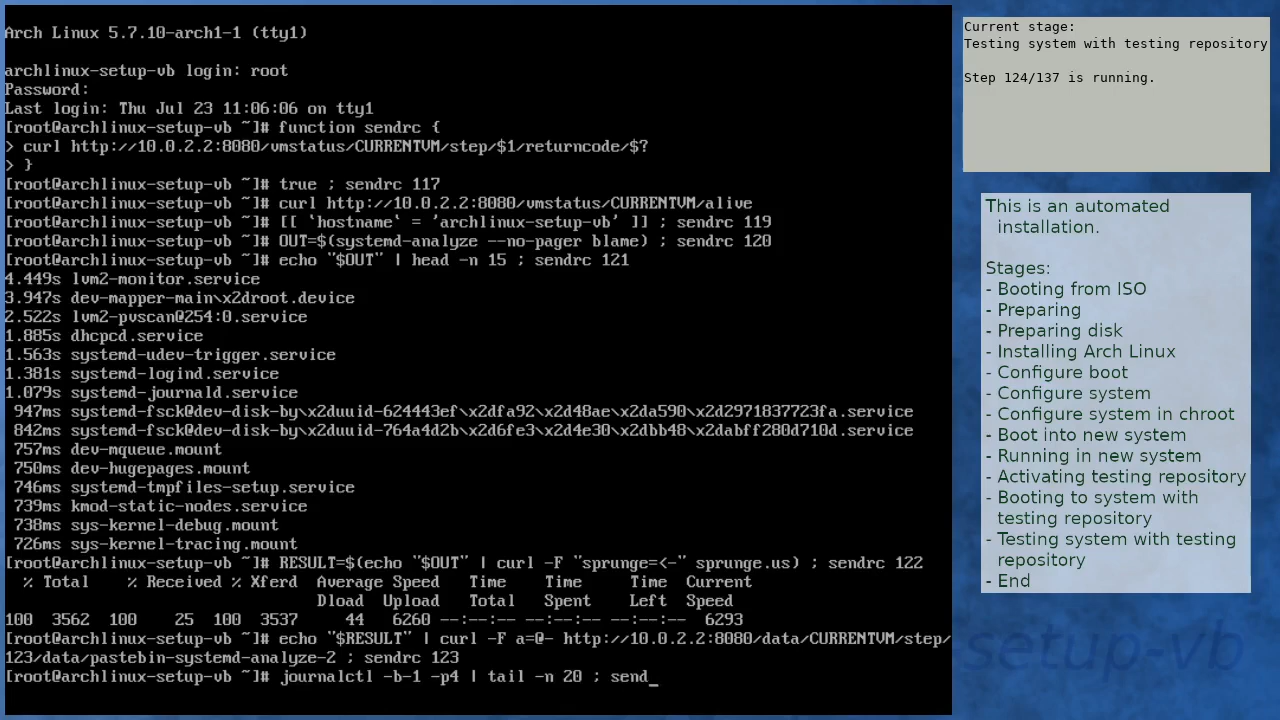 Arch Linux 5.7.10-arch1-1 (tty1)
archlinux-setup-vb login: root
Password:
Last login: Thu Jul 23 11:06:06 on tty1
[root@archlinux-setup-vb ~]# function sendrc {
> curl http://10.0.2.2:8080/vmstatus/CURRENTVM/step/$1/returncode/$?
> }
[root@archlinux-setup-vb ~]# true ; sendrc 117
[root@archlinux-setup-vb ~]# curl http://10.0.2.2:8080/vmstatus/CURRENTVM/alive
[root@archlinux-setup-vb ~]# [[ `hostname` = 'archlinux-setup-vb' ]] ; sendrc 119
[root@archlinux-setup-vb ~]# OUT=$(systemd-analyze --no-pager blame) ; sendrc 120
[root@archlinux-setup-vb ~]# echo "$OUT" | head -n 15 ; sendrc 121
4.449s lvm2-monitor.service
3.947s dev-mapper-main\x2droot.device
2.522s lvm2-pvscan@254:0.service
1.885s dhcpcd.service
1.563s systemd-udev-trigger.service
1.381s systemd-logind.service
1.079s systemd-journald.service
947ms systemd-fsck@dev-disk-by\x2duuid-624443ef\x2dfa92\x2d48ae\x2da590\x2d2971837723fa.service
842ms systemd-fsck@dev-disk-by\x2duuid-764a4d2b\x2d6fe3\x2d4e30\x2dbb48\x2dabff280d710d.service
757ms dev-mqueue.mount
750ms dev-hugepages.mount
746ms systemd-tmpfiles-setup.service
739ms kmod-static-nodes.service
738ms sys-kernel-debug.mount
726ms sys-kernel-tracing.mount
[root@archlinux-setup-vb ~]# RESULT=$(echo "$OUT" | curl -F "sprunge=<-" sprunge.us) ; sendrc 122
% Total % Received % Xferd Average Speed Time Time Time Current
Dload Upload Total Spent Left Speed
100 3562 100 25 100 3537 44 6260 --:--:-- --:--:-- --:--:-- 6293
[root@archlinux-setup-vb ~]# echo "$RESULT" | curl -F a=@- http://10.0.2.2:8080/data/CURRENTVM/step/
123/data/pastebin-systemd-analyze-2 ; sendrc 123
[root@archlinux-setup-vb ~]# journalctl -b-1 -p4 | tail -n 20 ; send_
Current stage:
Testing system with testing repository
Step 124/137 is running.
This is an automated
installation.
Stages:
- Booting from ISO
- Preparing
- Preparing disk
- Installing Arch Linux
- Configure boot
- Configure system
- Configure system in chroot
- Boot into new system
- Running in new system
- Activating testing repository
- Booting to system with
testing repository
- Testing system with testing
repository
- End
setup-vb